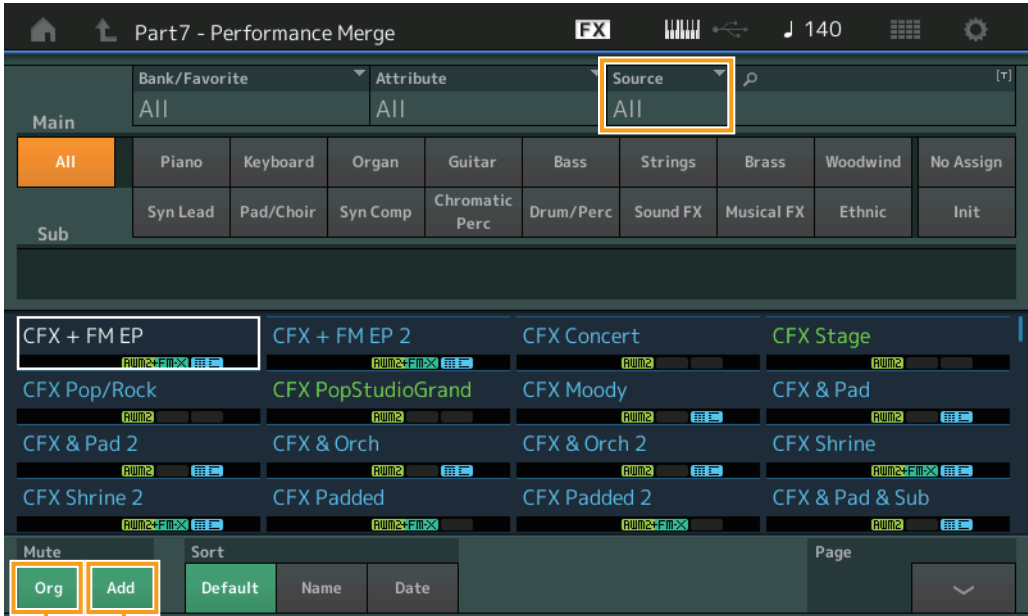 Part7 - Performance Merge FX 140
Bank/Favorite Attribute Source [T]
All All All
Main
All Piano Keyboard Organ Guitar Bass Strings Brass Woodwind No Assign
Syn Lead Pad/Choir Syn Comp Chromatic Perc Drum/Perc Sound FX Musical FX Ethnic Init
Sub
CFX + FM EP CFX + FM EP 2 CFX Concert CFX Stage
AWM2+FM-X AWM2+FM-X AWM2 AWM2
CFX Pop/Rock CFX PopStudioGrand CFX Moody CFX & Pad
AWM2 AWM2 AWM2 AWM2
CFX & Pad 2 CFX & Orch CFX & Orch 2 CFX Shrine
AWM2 AWM2 AWM2 AWM2+FM-X
CFX Shrine 2 CFX Padded CFX Padded 2 CFX & Pad & Sub
AWM2+FM-X AWM2+FM-X AWM2+FM-X AWM2
Mute Sort Page
Org Add Default Name Date